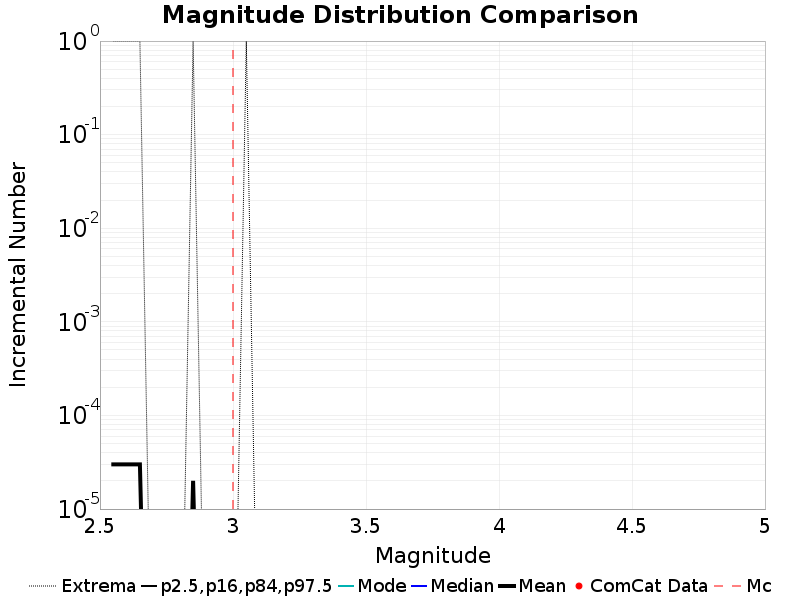 Magnitude Distribution Comparison
10^0
10^-1
10^-2
10^-3
10^-4
10^-5
Incremental Number
2.5 3 3.5 4 4.5 5
Magnitude
Extrema p2.5,p16,p84,p97.5 Mode Median Mean ComCat Data Mc